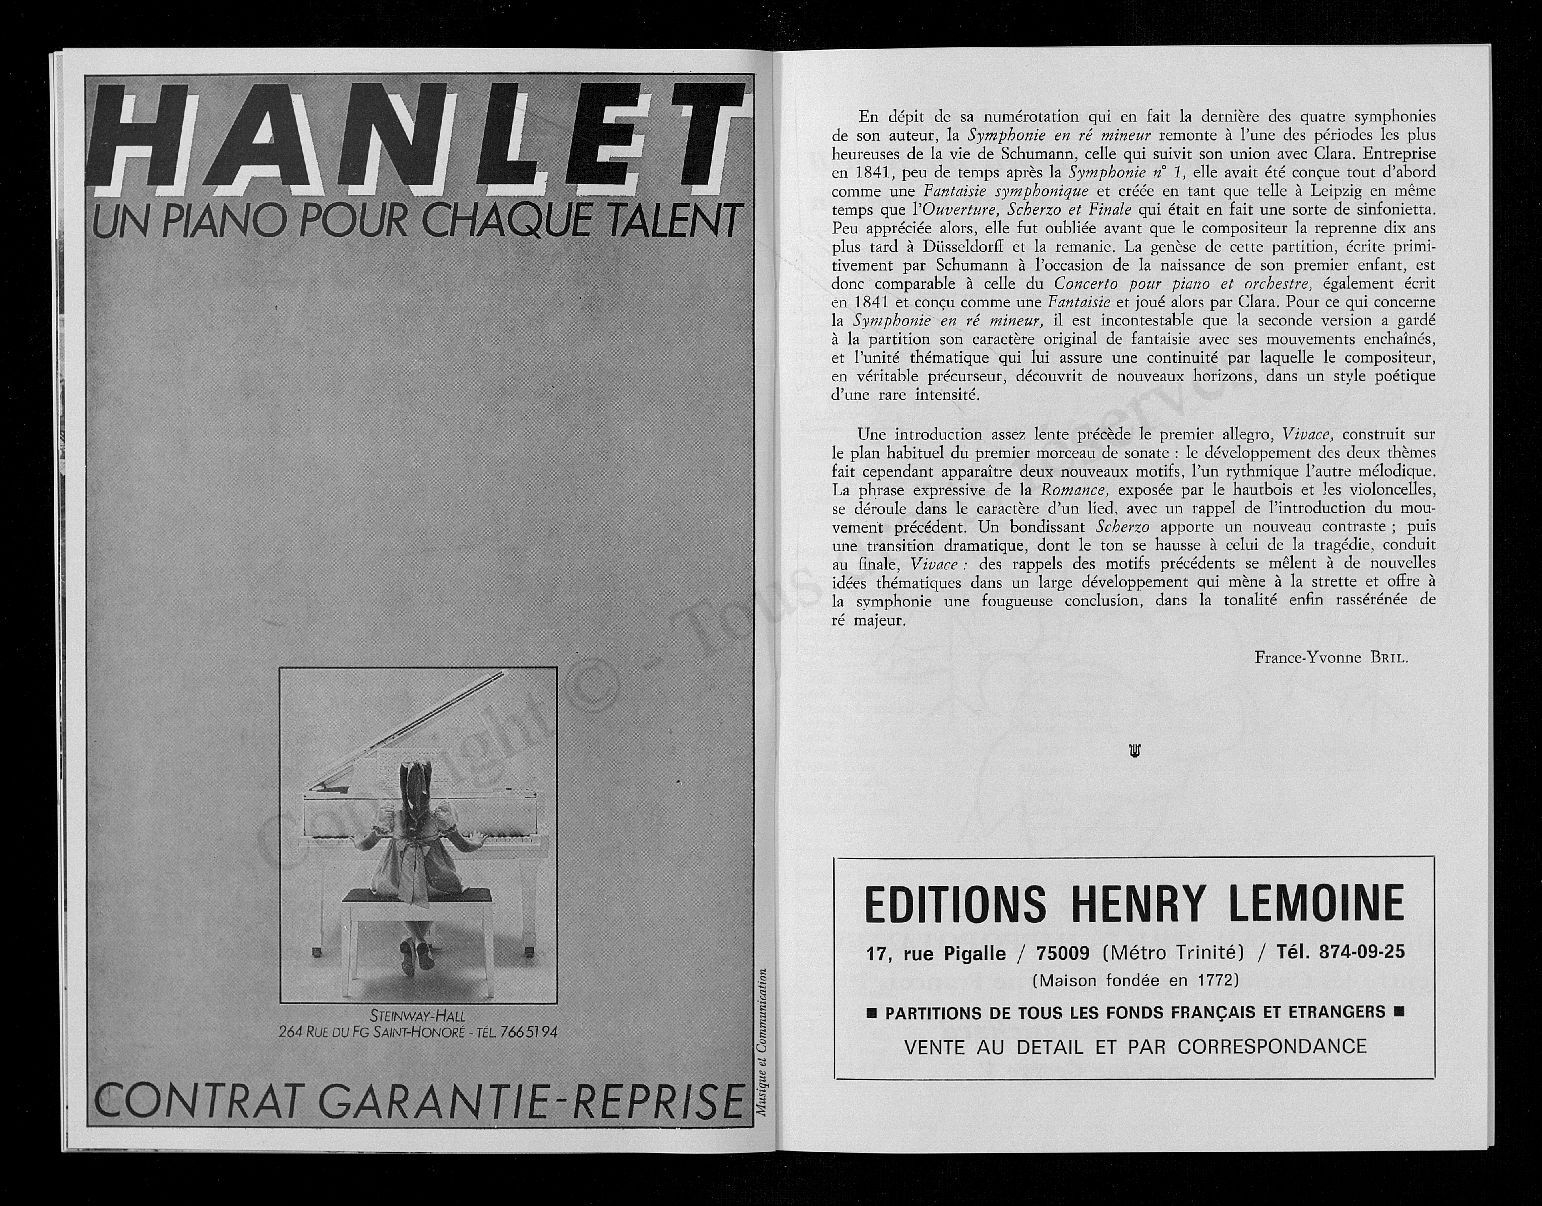 HANLET
UN PIANO POUR CHAQUE TALENT
STEINWAY-HALL
264 RUE DU FG SAINT-HONORÉ - TÉL. 7665194
CONTRAT GARANTIE-REPRISE
Musique et Communication
En dépit de sa numérotation qui en fait la dernière des quatre symphonies
de son auteur, la Symphonie en ré mineur remonte à l'une des périodes les plus
heureuses de la vie de Schumann, celle qui suivit son union avec Clara. Entreprise
en 1841, peu de temps après la Symphonie n° 1, elle avait été conçue tout d'abord
comme une Fantaisie symphonique et créée en tant que telle à Leipzig en même
temps que l'Ouverture, Scherzo et Finale qui était en fait une sorte de sinfonietta.
Peu appréciée alors, elle fut oubliée avant que le compositeur la reprenne dix ans
plus tard à Düsseldorff et la remanie. La genèse de cette partition, écrite primi-
tivement par Schumann à l'occasion de la naissance de son premier enfant, est
donc comparable à celle du Concerto pour piano et orchestre, également écrit
en 1841 et conçu comme une Fantaisie et joué alors par Clara. Pour ce qui concerne
la Symphonie en ré mineur, il est incontestable que la seconde version a gardé
à la partition son caractère original de fantaisie avec ses mouvements enchaînés,
et l'unité thématique qui lui assure une continuité par laquelle le compositeur,
en véritable précurseur, découvrit de nouveaux horizons, dans un style poétique
d'une rare intensité.
Une introduction assez lente précède le premier allegro, Vivace, construit sur
le plan habituel du premier morceau de sonate : le développement des deux thèmes
fait cependant apparaître deux nouveaux motifs, l'un rythmique l'autre mélodique.
La phrase expressive de la Romance, exposée par le hautbois et les violoncelles,
se déroule dans le caractère d'un lied, avec un rappel de l'introduction du mou-
vement précédent. Un bondissant Scherzo apporte un nouveau contraste ; puis
une transition dramatique, dont le ton se hausse à celui de la tragédie, conduit
au finale, Vivace : des rappels des motifs précédents se mêlent à de nouvelles
idées thématiques dans un large développement qui mène à la strette et offre à
la symphonie une fougueuse conclusion, dans la tonalité enfin rassérénée de
ré majeur.
France-Yvonne BRIL.
EDITIONS HENRY LEMOINE
17, rue Pigalle / 75009 (Métro Trinité) / Tél. 874-09-25
(Maison fondée en 1772)
■ PARTITIONS DE TOUS LES FONDS FRANÇAIS ET ETRANGERS ■
VENTE AU DETAIL ET PAR CORRESPONDANCE
Copyright © - Tous